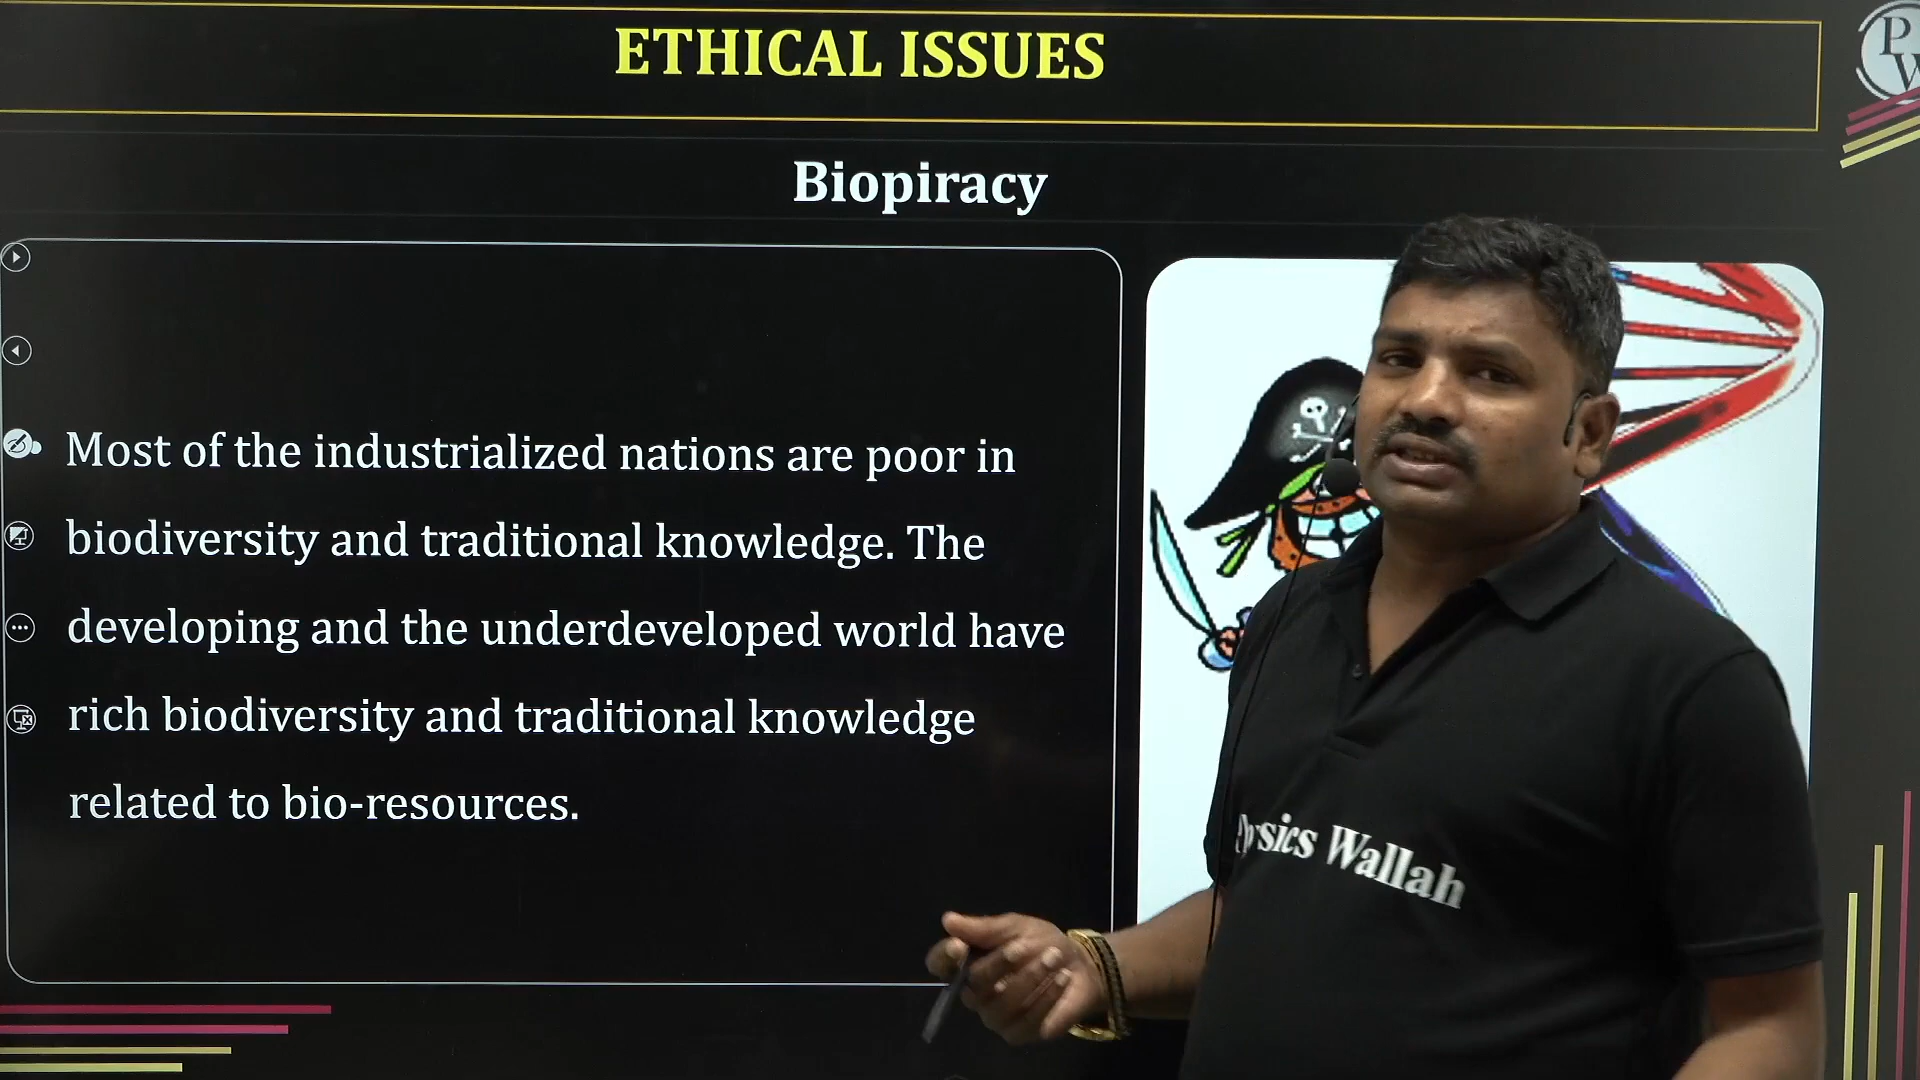 ETHICAL ISSUES
P
W
Biopiracy
Most of the industrialized nations are poor in
biodiversity and traditional knowledge. The
developing and the underdeveloped world have
rich biodiversity and traditional knowledge
related to bio-resources.
Physics Wallah